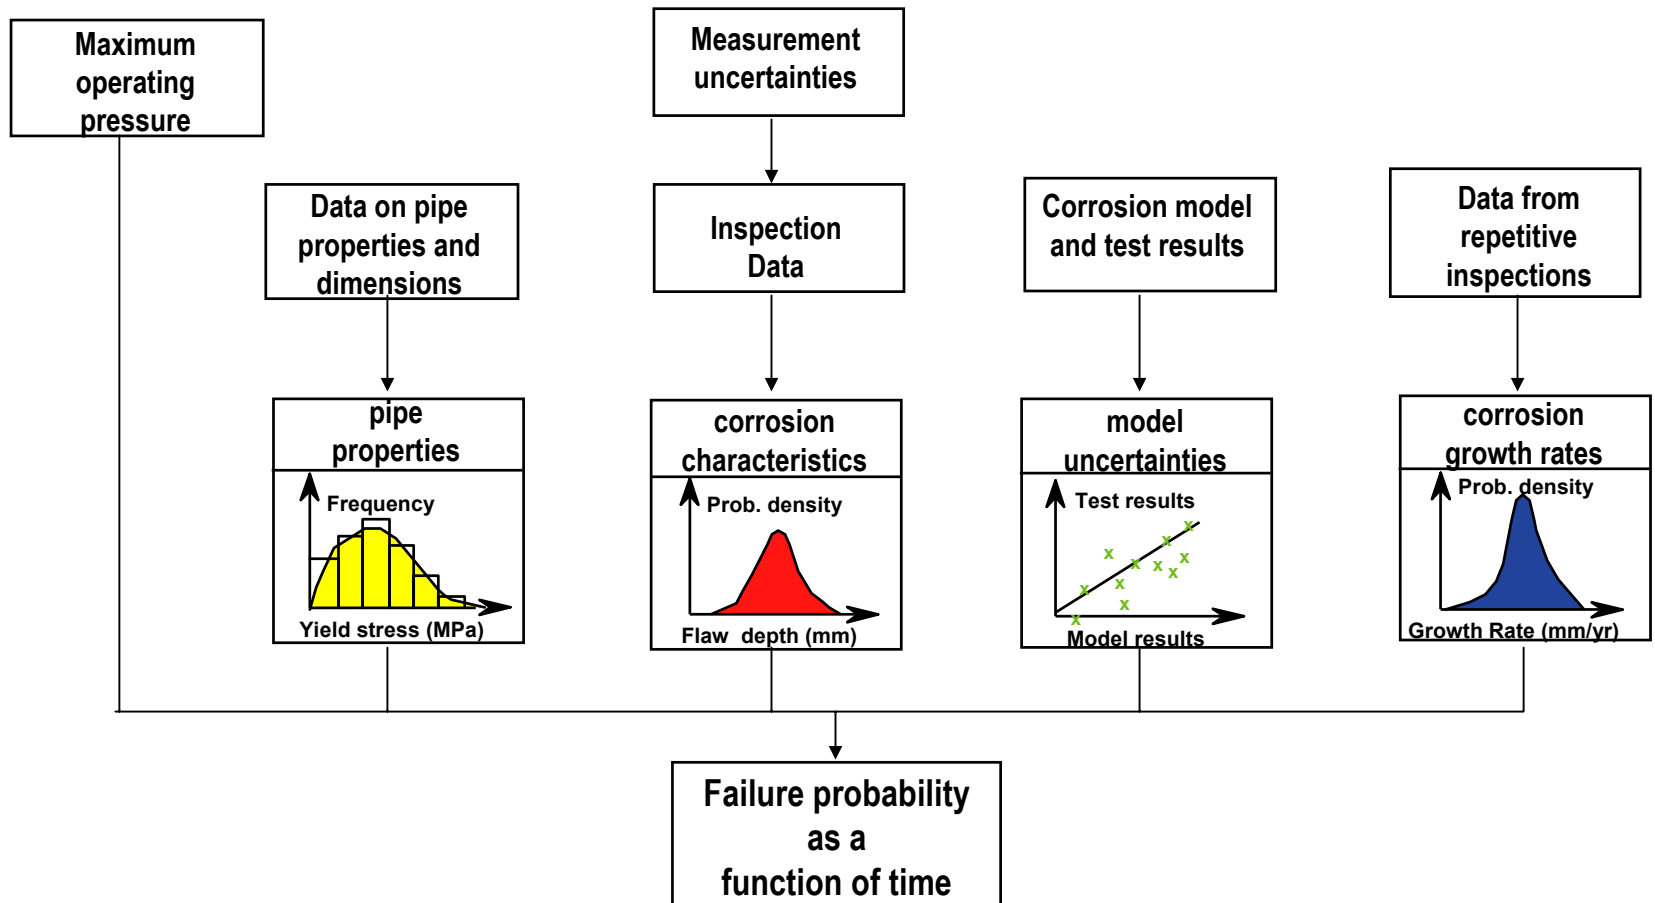 Maximum
operating
pressure
Measurement
uncertainties
Data on pipe
properties and
dimensions
Inspection
Data
Corrosion model
and test results
Data from
repetitive
inspections
pipe
properties
Frequency
Yield stress (MPa)
corrosion
characteristics
Prob. density
Flaw depth (mm)
model
uncertainties
Test results
Model results
corrosion
growth rates
Prob. density
Growth Rate (mm/yr)
Failure probability
as a
function of time